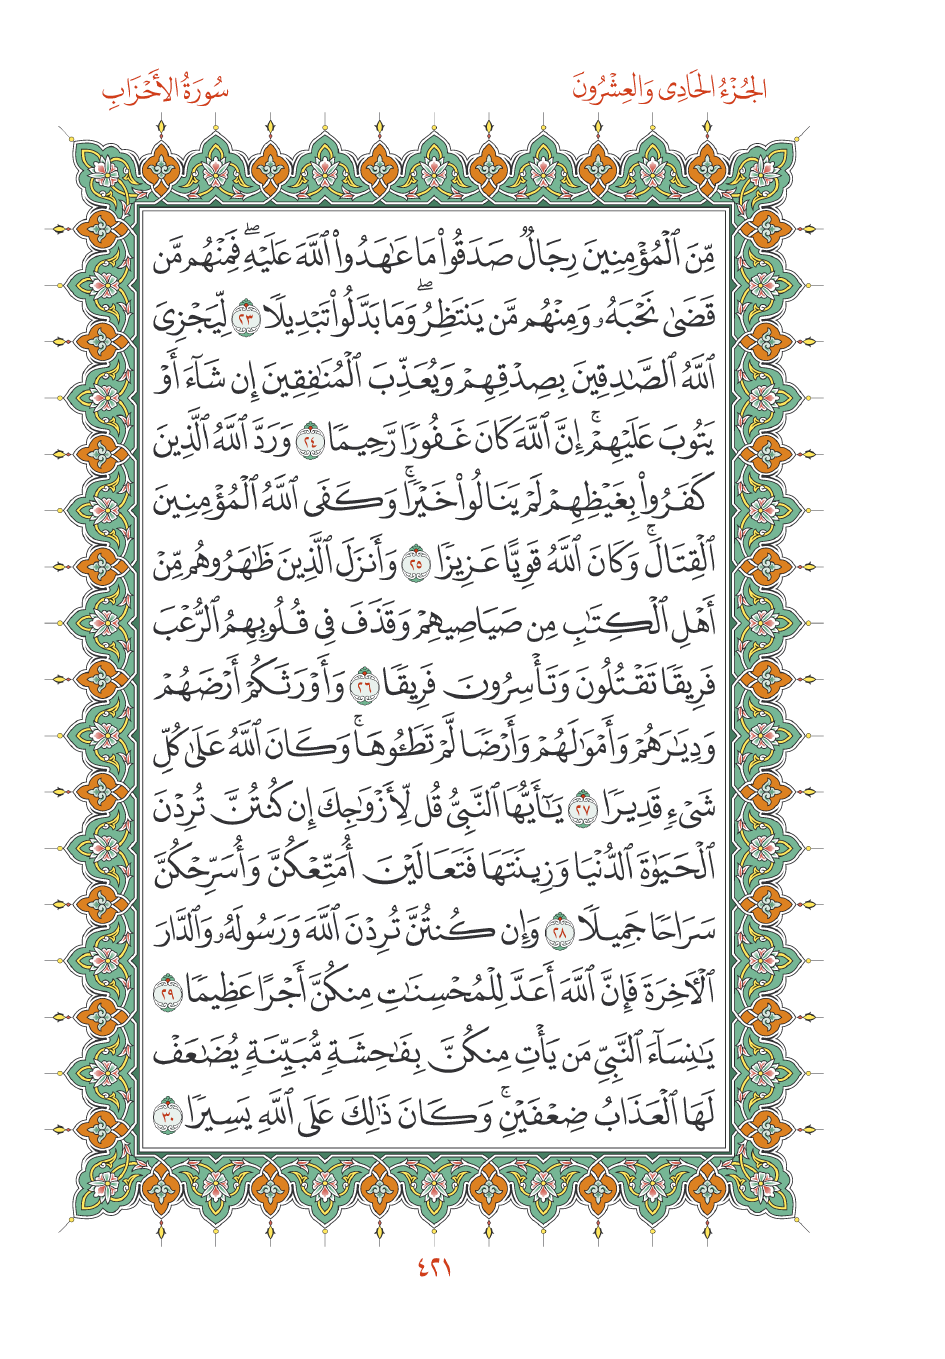 الجُزْءُ الحَادِى وَالعِشْرُونَ
سُورَةُ الأَحْزَابِ
مِّنَ ٱلْمُؤْمِنِينَ رِجَالٌ صَدَقُوا۟ مَا عَٰهَدُوا۟ ٱللَّهَ عَلَيْهِ ۖ فَمِنْهُم مَّن
قَضَىٰ نَحْبَهُۥ وَمِنْهُم مَّن يَنتَظِرُ ۖ وَمَا بَدَّلُوا۟ تَبْدِيلًا ٢٣ لِّيَجْزِىَ
ٱللَّهُ ٱلصَّٰدِقِينَ بِصِدْقِهِمْ وَيُعَذِّبَ ٱلْمُنَٰفِقِينَ إِن شَآءَ أَوْ
يَتُوبَ عَلَيْهِمْ ۚ إِنَّ ٱللَّهَ كَانَ غَفُورًا رَّحِيمًا ٢٤ وَرَدَّ ٱللَّهُ ٱلَّذِينَ
كَفَرُوا۟ بِغَيْظِهِمْ لَمْ يَنَالُوا۟ خَيْرًا ۚ وَكَفَى ٱللَّهُ ٱلْمُؤْمِنِينَ
ٱلْقِتَالَ ۚ وَكَانَ ٱللَّهُ قَوِيًّا عَزِيزًا ٢٥ وَأَنزَلَ ٱلَّذِينَ ظَٰهَرُوهُم مِّنْ
أَهْلِ ٱلْكِتَٰبِ مِن صَيَاصِيهِمْ وَقَذَفَ فِى قُلُوبِهِمُ ٱلرُّعْبَ
فَرِيقًا تَقْتُلُونَ وَتَأْسِرُونَ فَرِيقًا ٢٦ وَأَوْرَثَكُمْ أَرْضَهُمْ
وَدِيَٰرَهُمْ وَأَمْوَٰلَهُمْ وَأَرْضًا لَّمْ تَطَـُٔوهَا ۚ وَكَانَ ٱللَّهُ عَلَىٰ كُلِّ
شَىْءٍ قَدِيرًا ٢٧ يَٰٓأَيُّهَا ٱلنَّبِىُّ قُل لِّأَزْوَٰجِكَ إِن كُنتُنَّ تُرِدْنَ
ٱلْحَيَوٰةَ ٱلدُّنْيَا وَزِينَتَهَا فَتَعَالَيْنَ أُمَتِّعْكُنَّ وَأُسَرِّحْكُنَّ
سَرَاحًا جَمِيلًا ٢٨ وَإِن كُنتُنَّ تُرِدْنَ ٱللَّهَ وَرَسُولَهُۥ وَٱلدَّارَ
ٱلْءَاخِرَةَ فَإِنَّ ٱللَّهَ أَعَدَّ لِلْمُحْسِنَٰتِ مِنكُنَّ أَجْرًا عَظِيمًا ٢٩
يَٰنِسَآءَ ٱلنَّبِىِّ مَن يَأْتِ مِنكُنَّ بِفَٰحِشَةٍ مُّبَيِّنَةٍ يُضَٰعَفْ
لَهَا ٱلْعَذَابُ ضِعْفَيْنِ ۚ وَكَانَ ذَٰلِكَ عَلَى ٱللَّهِ يَسِيرًا ٣٠
٤٢١